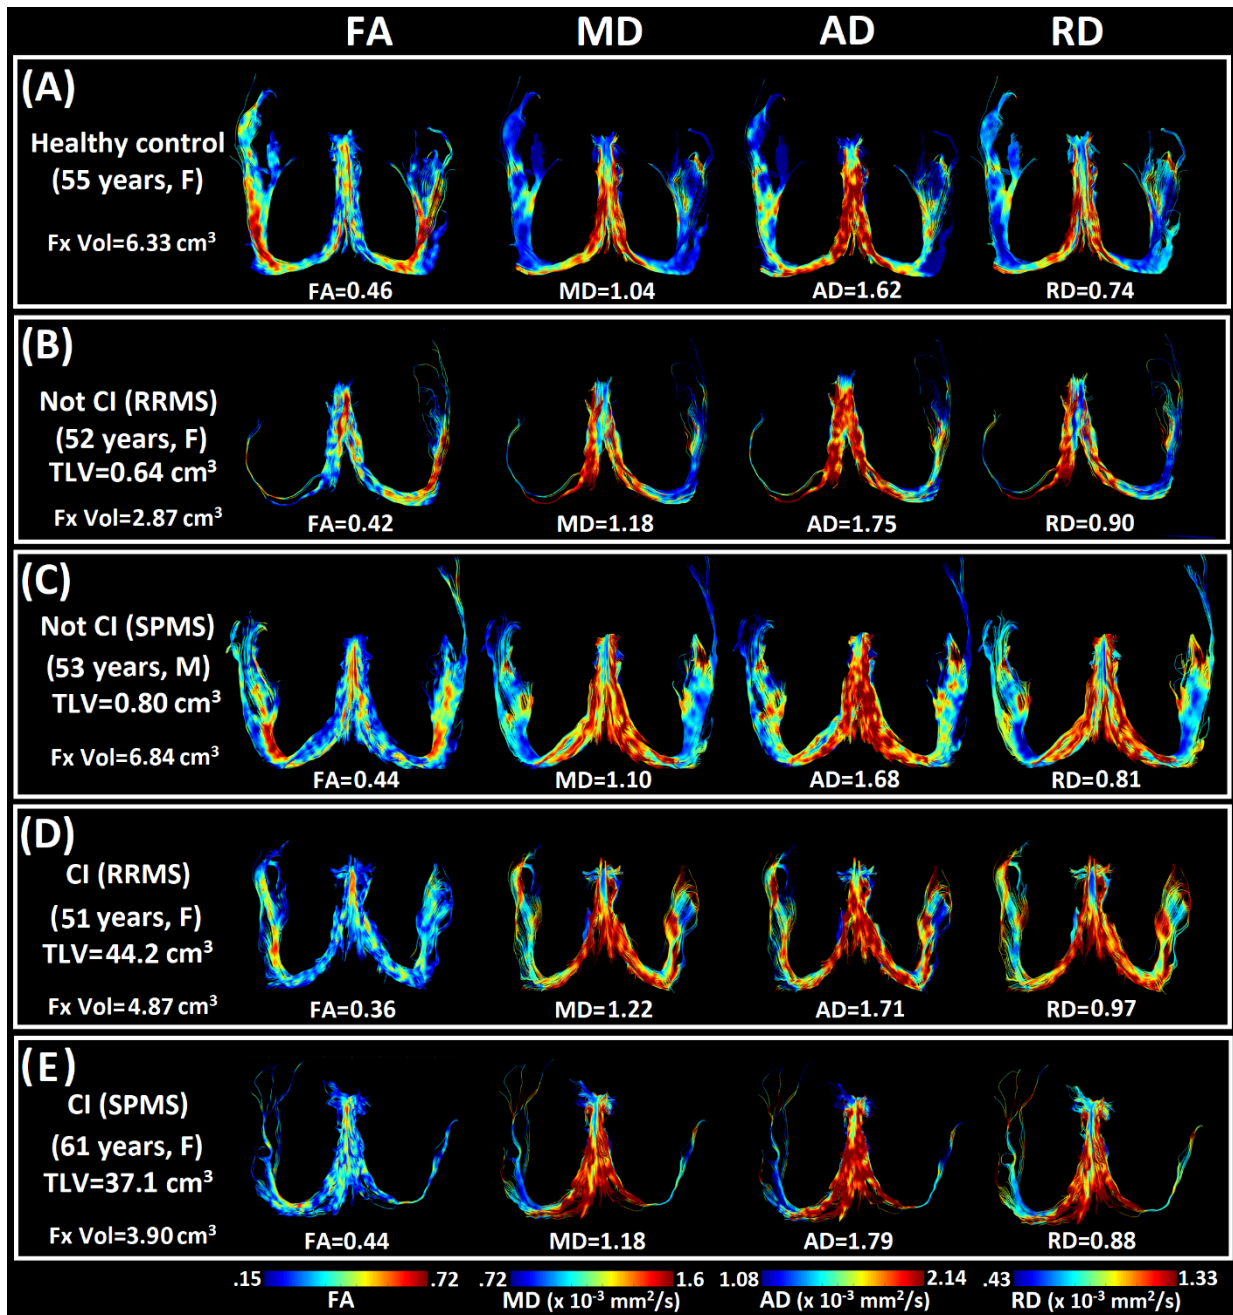 FA MD AD RD
(A)
Healthy control
(55 years, F)
Fx Vol=6.33 cm³
FA=0.46 MD=1.04 AD=1.62 RD=0.74
(B)
Not CI (RRMS)
(52 years, F)
TLV=0.64 cm³
Fx Vol=2.87 cm³
FA=0.42 MD=1.18 AD=1.75 RD=0.90
(C)
Not CI (SPMS)
(53 years, M)
TLV=0.80 cm³
Fx Vol=6.84 cm³
FA=0.44 MD=1.10 AD=1.68 RD=0.81
(D)
CI (RRMS)
(51 years, F)
TLV=44.2 cm³
Fx Vol=4.87 cm³
FA=0.36 MD=1.22 AD=1.71 RD=0.97
(E)
CI (SPMS)
(61 years, F)
TLV=37.1 cm³
Fx Vol=3.90 cm³
FA=0.44 MD=1.18 AD=1.79 RD=0.88
.15 .72 .72 1.6 1.08 2.14 .43 1.33
FA MD (x 10⁻³ mm²/s) AD (x 10⁻³ mm²/s) RD (x 10⁻³ mm²/s)